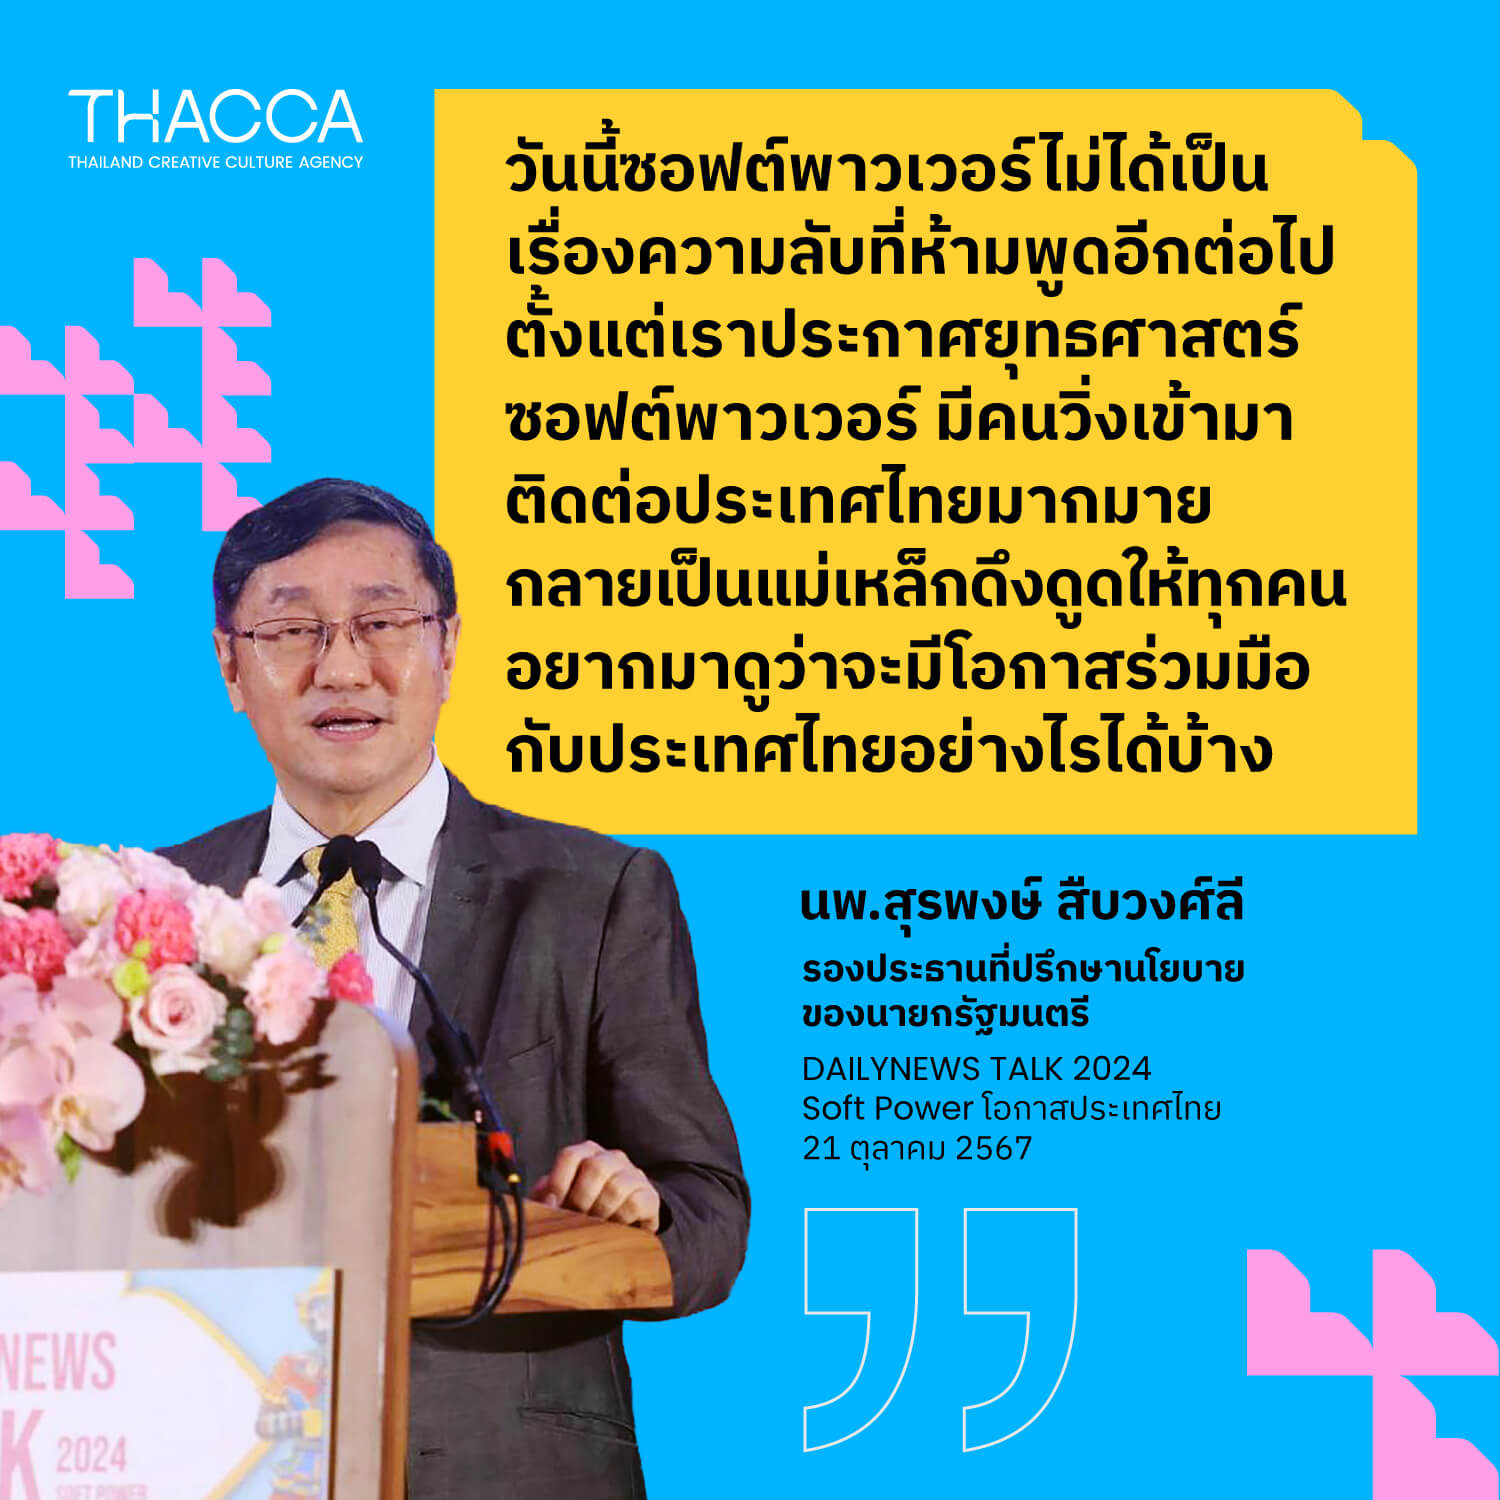 THACCA
THAILAND CREATIVE CULTURE AGENCY
วันนี้ซอฟต์พาวเวอร์ไม่ได้เป็น
เรื่องความลับที่ห้ามพูดอีกต่อไป
ตั้งแต่เราประกาศยุทธศาสตร์
ซอฟต์พาวเวอร์ มีคนวิ่งเข้ามา
ติดต่อประเทศไทยมากมาย
กลายเป็นแม่เหล็กดึงดูดให้ทุกคน
อยากมาดูว่าจะมีโอกาสร่วมมือ
กับประเทศไทยอย่างไรได้บ้าง
นพ.สุรพงษ์ สืบวงศ์ลี
รองประธานที่ปรึกษานโยบาย
ของนายกรัฐมนตรี
DAILYNEWS TALK 2024
Soft Power โอกาสประเทศไทย
21 ตุลาคม 2567
”
NEWS
K 2024
SOFT POWER